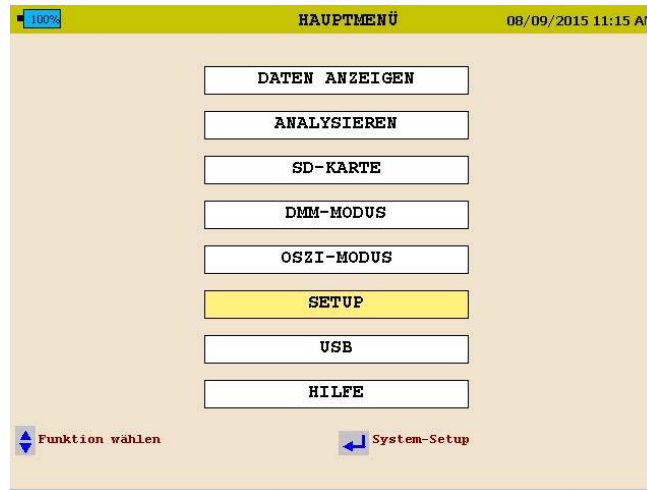 100% HAUPTMENÜ 08/09/2015 11:15 AM
DATEN ANZEIGEN
ANALYSIEREN
SD-KARTE
DMM-MODUS
OSZI-MODUS
SETUP
USB
HILFE
Funktion wählen System-Setup